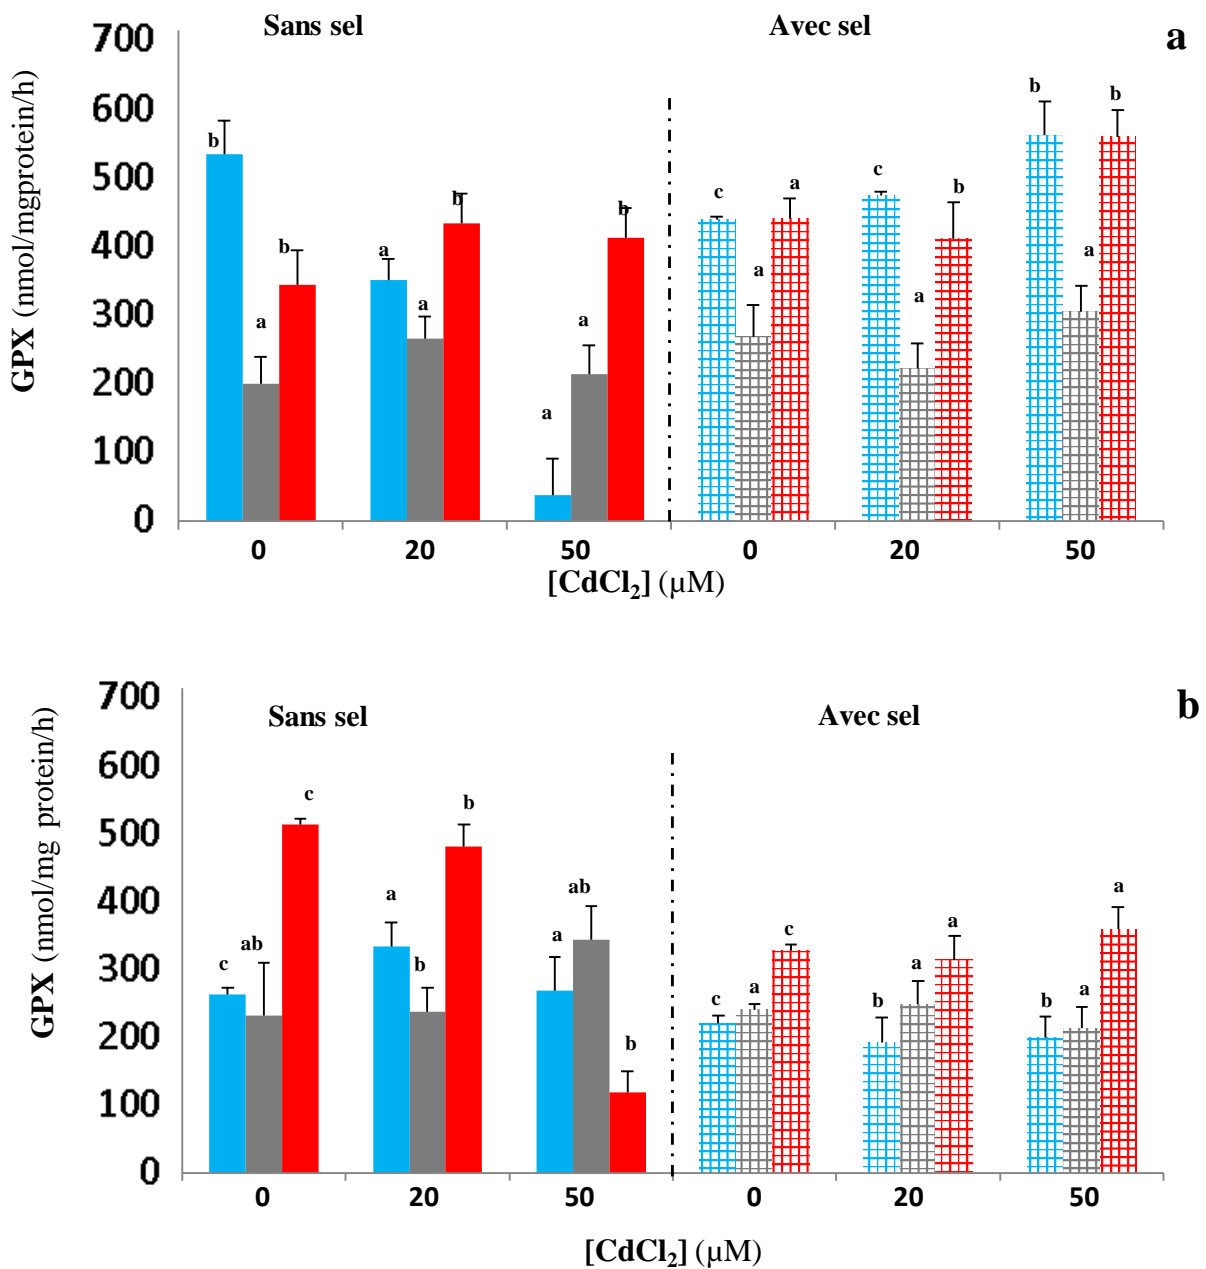 Sans sel Avec sel a
GPX (nmol/mgprotein/h)
700
600
500
400
300
200
100
0
b b a
b a b
a a b
c a a
c a b
b a b
0 20 50 0 20 50
[CdCl₂] (µM)
Sans sel Avec sel b
GPX (nmol/mg protein/h)
700
600
500
400
300
200
100
0
c ab c
a b b
a ab b
c a c
b a a
b a a
0 20 50 0 20 50
[CdCl₂] (µM)